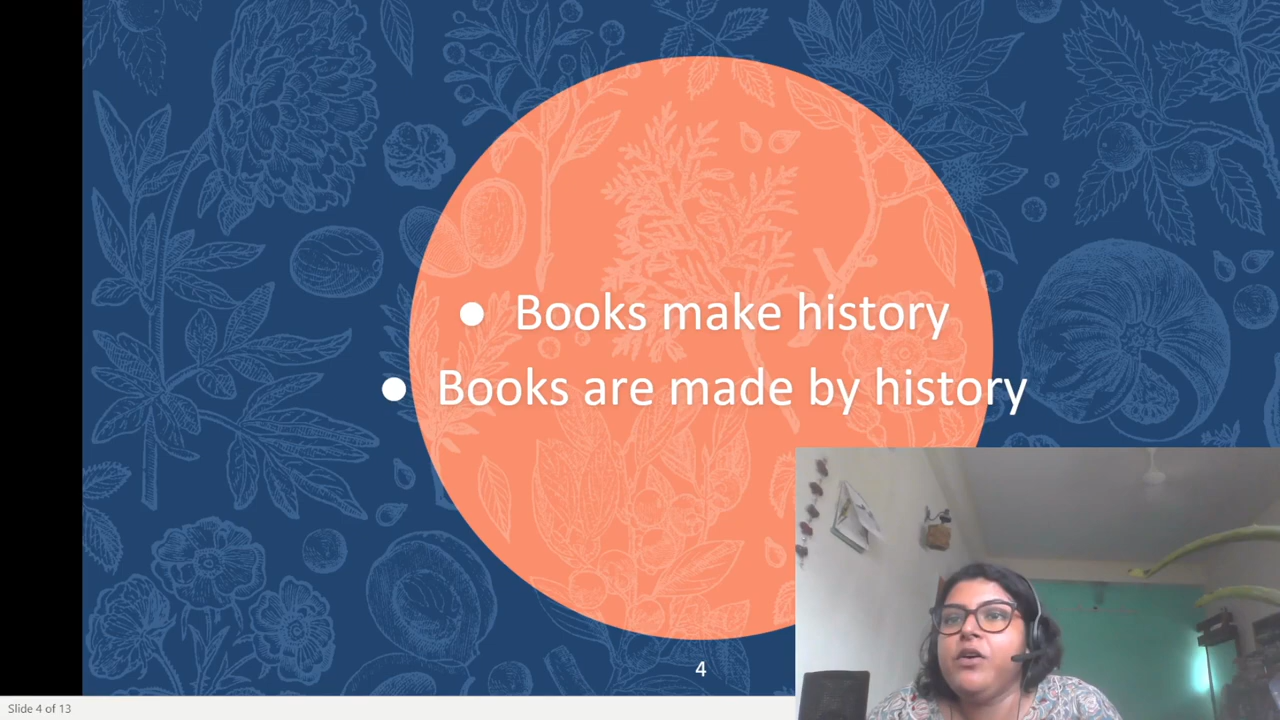 ● Books make history
● Books are made by history
4
Slide 4 of 13